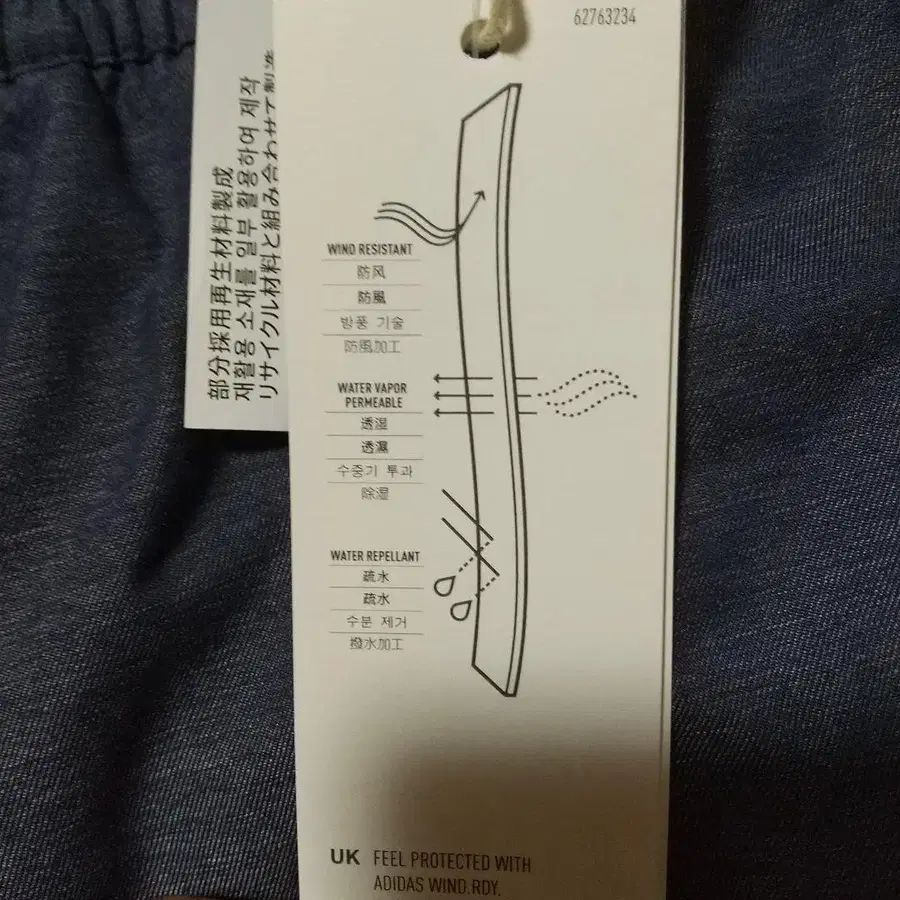 62763234
部分採用再生材料製成
재활용 소재를 일부 활용하여 제작
リサイクル材料と組み合わせて製造
WIND RESISTANT
防风
防風
방풍 기술
防風加工
WATER VAPOR
PERMEABLE
透湿
透濕
수중기 투과
除湿
WATER REPELLANT
疏水
疏水
수분 제거
撥水加工
UK FEEL PROTECTED WITH
ADIDAS WIND.RDY.